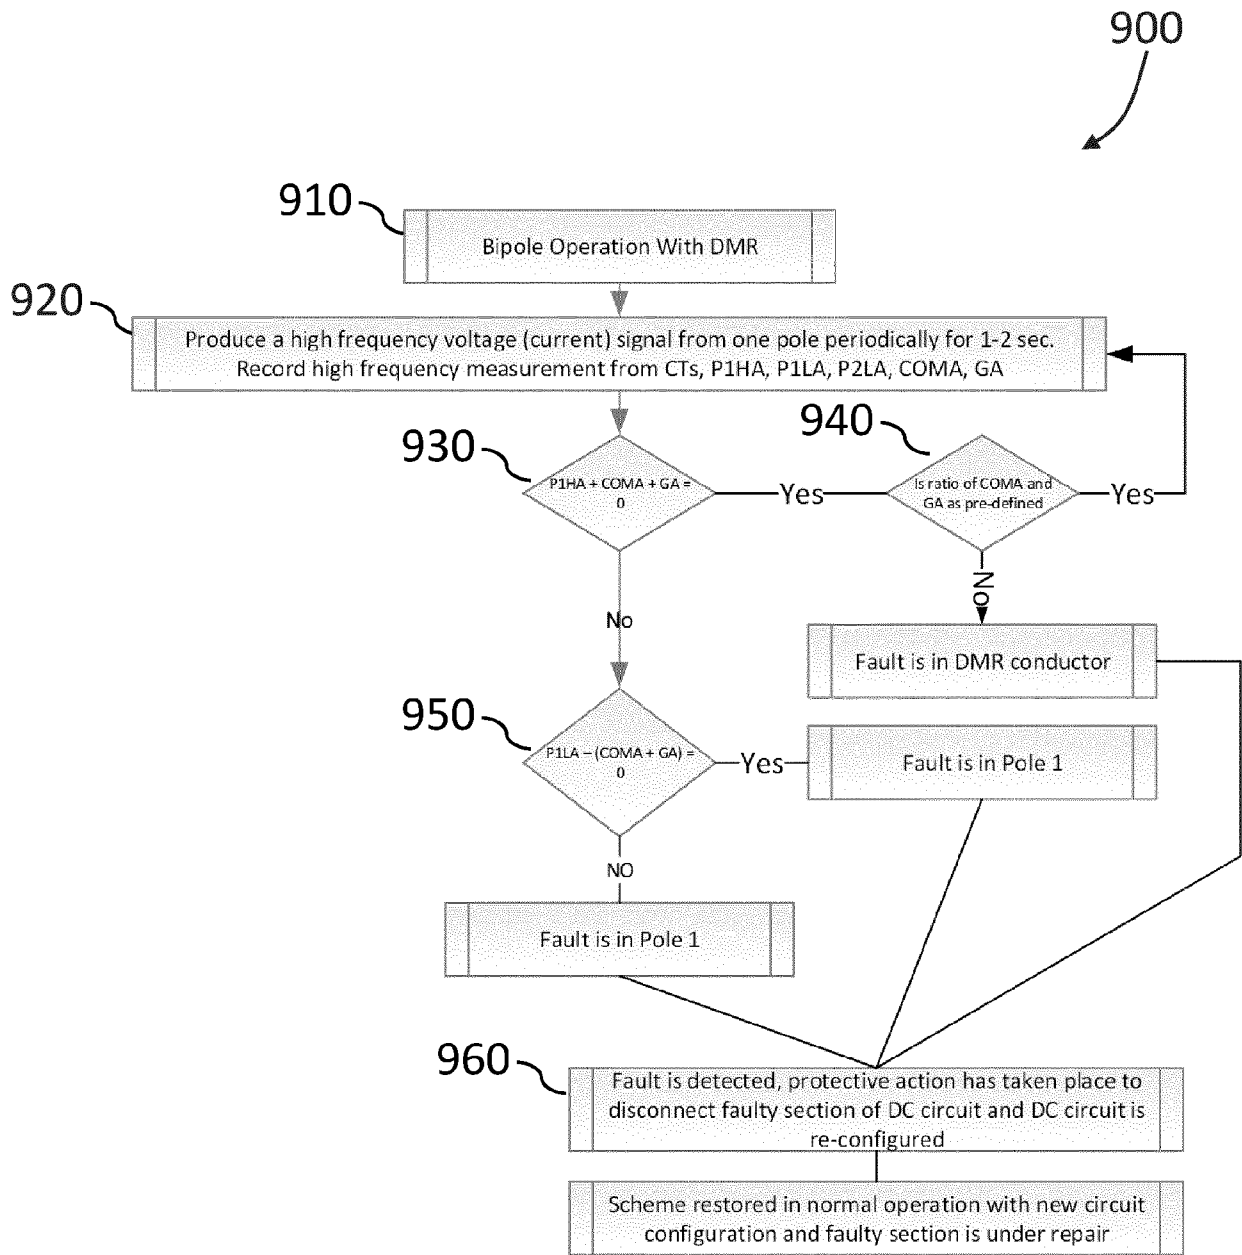 900
910
Bipole Operation With DMR
920
Produce a high frequency voltage (current) signal from one pole periodically for 1-2 sec.
Record high frequency measurement from CTs, P1HA, P1LA, P2LA, COMA, GA
930
940
P1HA + COMA + GA =
0
Yes
Is ratio of COMA and
GA as pre-defined
Yes
No
No
Fault is in DMR conductor
950
P1LA – (COMA + GA) =
0
Yes
Fault is in Pole 1
NO
Fault is in Pole 1
960
Fault is detected, protective action has taken place to
disconnect faulty section of DC circuit and DC circuit is
re-configured
Scheme restored in normal operation with new circuit
configuration and faulty section is under repair